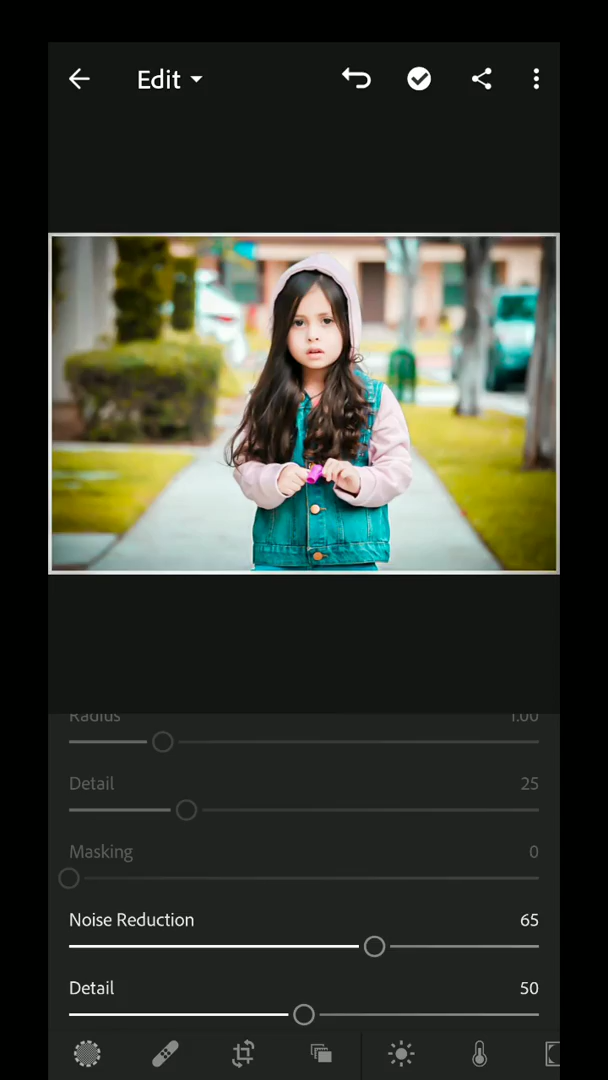 Edit
Radius 1.00
Detail 25
Masking 0
Noise Reduction 65
Detail 50